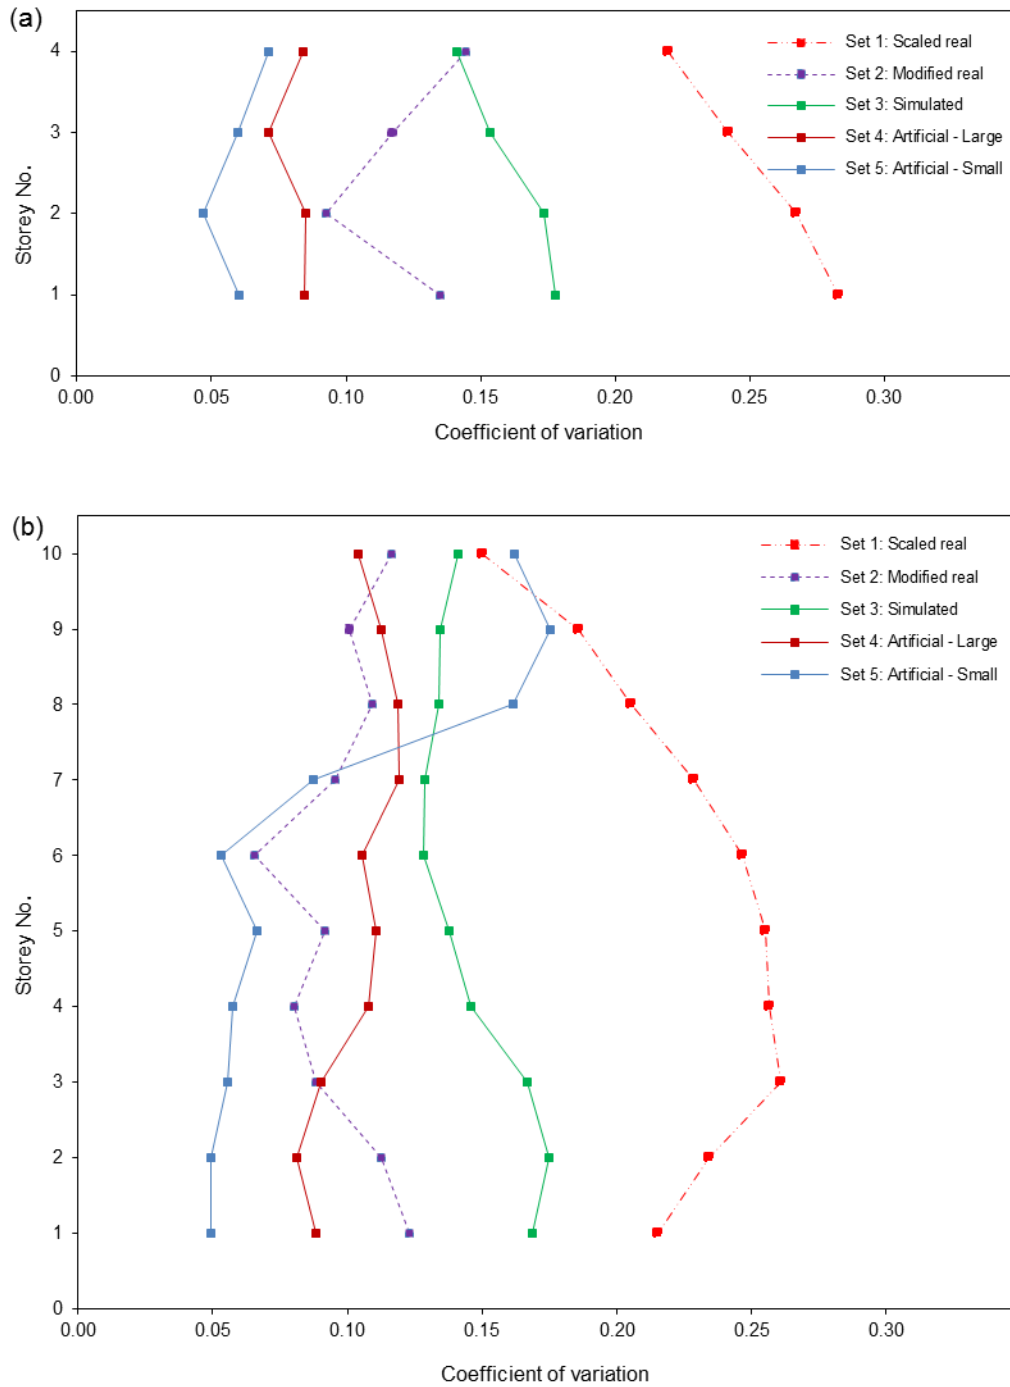 (a)
4
3
2
1
0
Storey No.
0.00 0.05 0.10 0.15 0.20 0.25 0.30
Coefficient of variation
Set 1: Scaled real
Set 2: Modified real
Set 3: Simulated
Set 4: Artificial - Large
Set 5: Artificial - Small
(b)
10
9
8
7
6
5
4
3
2
1
0
Storey No.
0.00 0.05 0.10 0.15 0.20 0.25 0.30
Coefficient of variation
Set 1: Scaled real
Set 2: Modified real
Set 3: Simulated
Set 4: Artificial - Large
Set 5: Artificial - Small